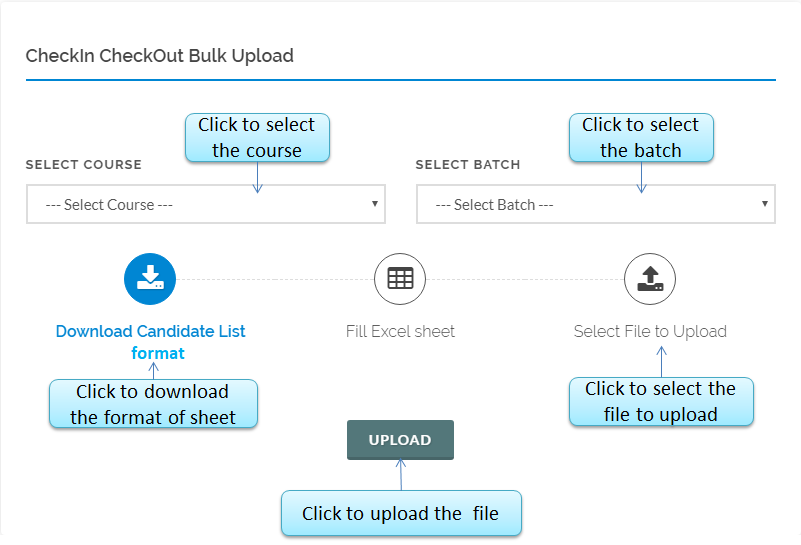 CheckIn CheckOut Bulk Upload
Click to select
the course
Click to select
the batch
SELECT COURSE
SELECT BATCH
--- Select Course ---
--- Select Batch ---
Download Candidate List
format
Fill Excel sheet
Select File to Upload
Click to download
the format of sheet
Click to select the
file to upload
UPLOAD
Click to upload the file